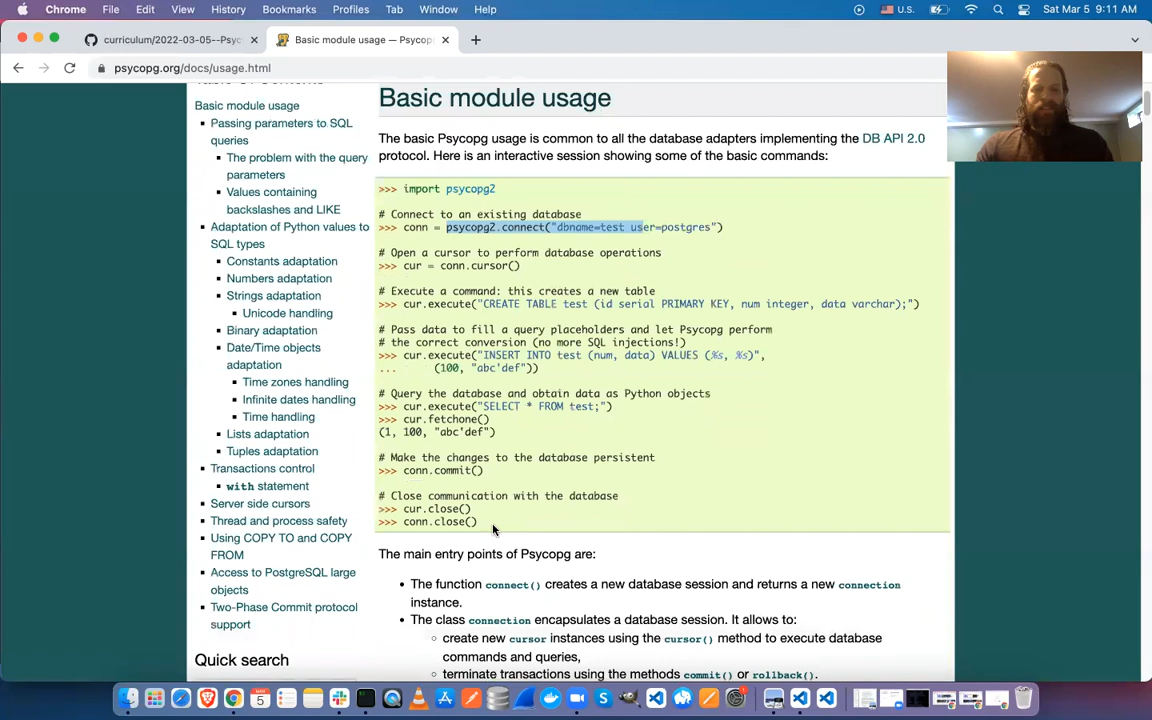 Chrome File Edit View History Bookmarks Profiles Tab Window Help U.S. Sat Mar 5 9:11 AM
curriculum/2022-03-05--Psyc Basic module usage — Psycop
psycopg.org/docs/usage.html
Basic module usage
Passing parameters to SQL
queries
The problem with the query
parameters
Values containing
backslashes and LIKE
Adaptation of Python values to
SQL types
Constants adaptation
Numbers adaptation
Strings adaptation
Unicode handling
Binary adaptation
Date/Time objects
adaptation
Time zones handling
Infinite dates handling
Time handling
Lists adaptation
Tuples adaptation
Transactions control
with statement
Server side cursors
Thread and process safety
Using COPY TO and COPY
FROM
Access to PostgreSQL large
objects
Two-Phase Commit protocol
support
Quick search
Basic module usage
The basic Psycopg usage is common to all the database adapters implementing the DB API 2.0
protocol. Here is an interactive session showing some of the basic commands:
>>> import psycopg2
# Connect to an existing database
>>> conn = psycopg2.connect("dbname=test user=postgres")
# Open a cursor to perform database operations
>>> cur = conn.cursor()
# Execute a command: this creates a new table
>>> cur.execute("CREATE TABLE test (id serial PRIMARY KEY, num integer, data varchar);")
# Pass data to fill a query placeholders and let Psycopg perform
# the correct conversion (no more SQL injections!)
>>> cur.execute("INSERT INTO test (num, data) VALUES (%s, %s)",
... (100, "abc'def"))
# Query the database and obtain data as Python objects
>>> cur.execute("SELECT * FROM test;")
>>> cur.fetchone()
(1, 100, "abc'def")
# Make the changes to the database persistent
>>> conn.commit()
# Close communication with the database
>>> cur.close()
>>> conn.close()
The main entry points of Psycopg are:
The function connect() creates a new database session and returns a new connection
instance.
The class connection encapsulates a database session. It allows to:
create new cursor instances using the cursor() method to execute database
commands and queries,
terminate transactions using the methods commit() or rollback().